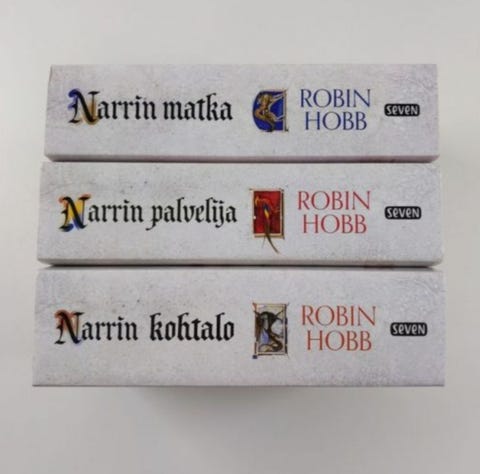 Narrin matka ROBIN HOBB seven
Narrin palvelija ROBIN HOBB seven
Narrin kohtalo ROBIN HOBB seven